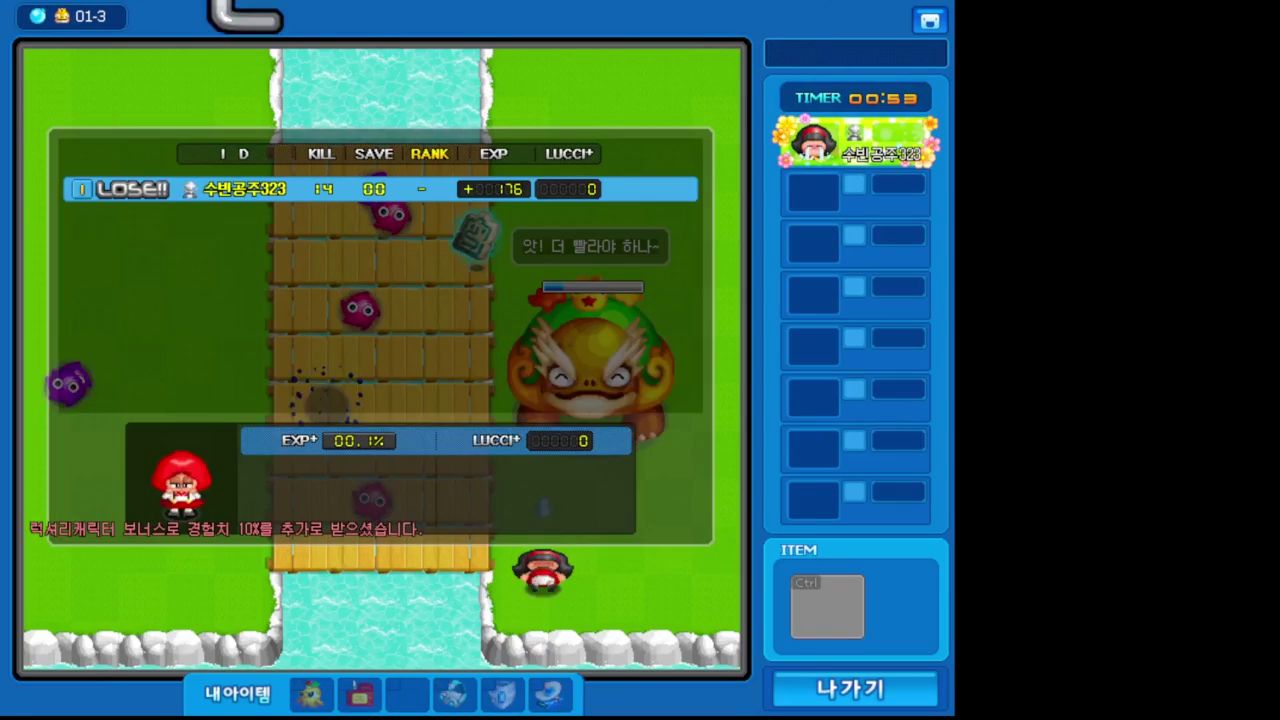 01-3
TIMER 00:53
수빈공주323
I D KILL SAVE RANK EXP LUCCI+
1 LOSE!! 수빈공주323 14 00 - +00176 0000000
앗! 더 빨라야 하나~
EXP+ 00.1% LUCCI+ 0000000
럭셔리캐릭터 보너스로 경험치 10%를 추가로 받으셨습니다.
ITEM
Ctrl
내아이템
나가기